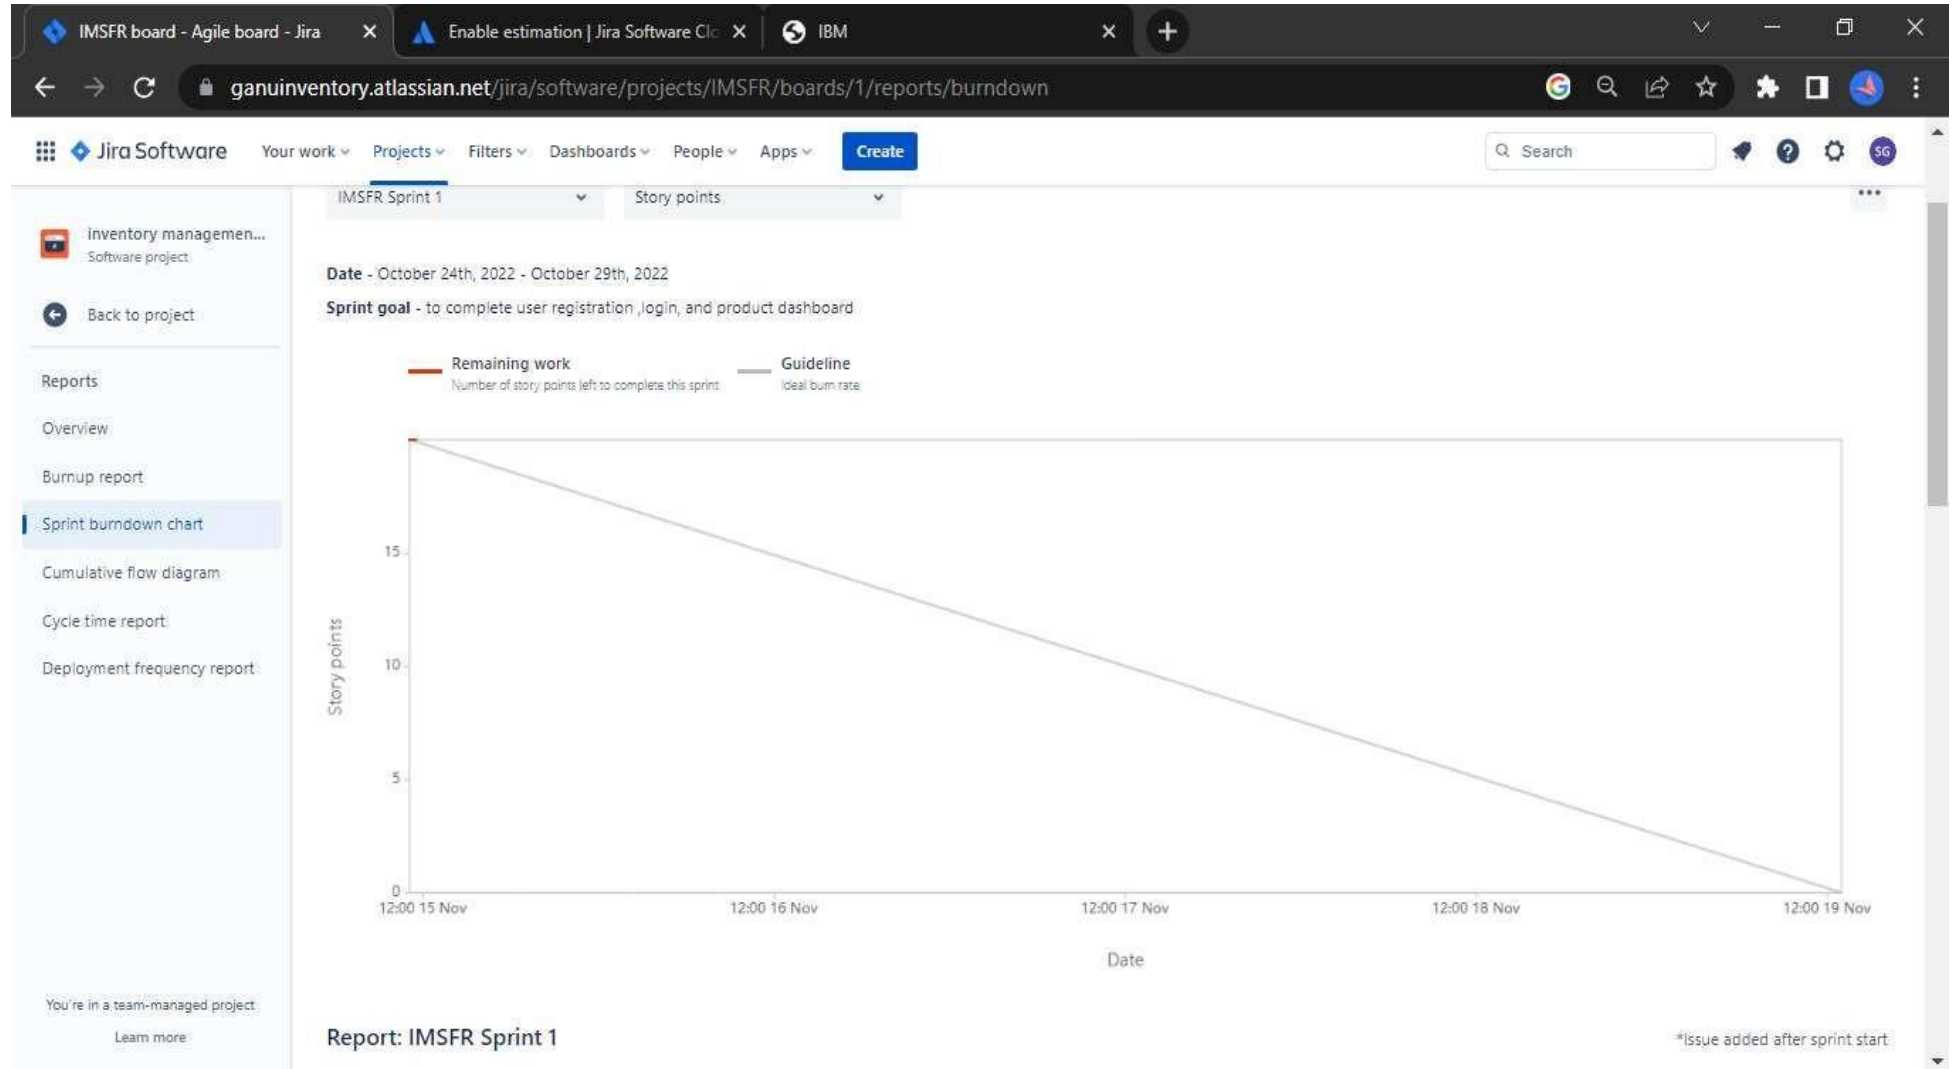 IMSFR board - Agile board - Jira
Enable estimation | Jira Software Clo
IBM
ganuinventory.atlassian.net/jira/software/projects/IMSFR/boards/1/reports/burndown
Jira Software Your work Projects Filters Dashboards People Apps Create
Search
SG
IMSFR Sprint 1 Story points
inventory managemen...
Software project
Back to project
Reports
Overview
Burnup report
Sprint burndown chart
Cumulative flow diagram
Cycle time report
Deployment frequency report
You're in a team-managed project
Learn more
Date - October 24th, 2022 - October 29th, 2022
Sprint goal - to complete user registration ,login, and product dashboard
Remaining work
Number of story points left to complete this sprint
Guideline
Ideal burn rate
Story points
15
10
5
0
12:00 15 Nov 12:00 16 Nov 12:00 17 Nov 12:00 18 Nov 12:00 19 Nov
Date
Report: IMSFR Sprint 1
*Issue added after sprint start